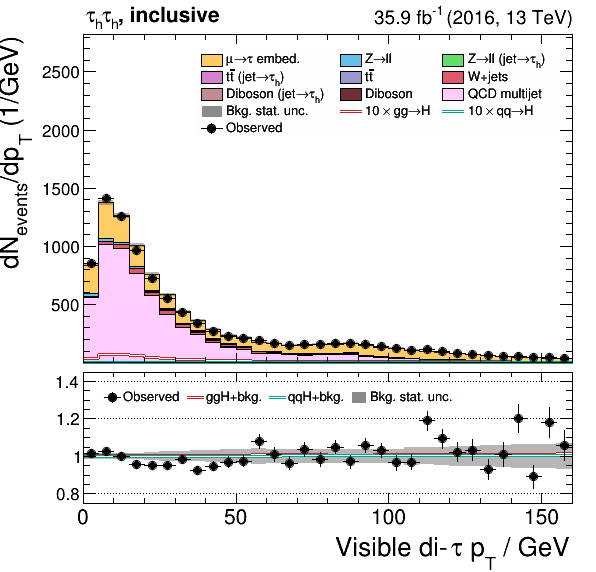 τhτh, inclusive 35.9 fb-1 (2016, 13 TeV)
dNevents/dpT (1/GeV)
2500
2000
1500
1000
500
μ→τ embed. Z→ll Z→ll (jet→τh)
tt̄ (jet→τh) tt̄ W+jets
Diboson (jet→τh) Diboson QCD multijet
Bkg. stat. unc. 10 × gg→H 10 × qq→H
Observed
1.4
1.2
1
0.8
Observed ggH+bkg. qqH+bkg. Bkg. stat. unc.
0 50 100 150
Visible di-τ pT / GeV